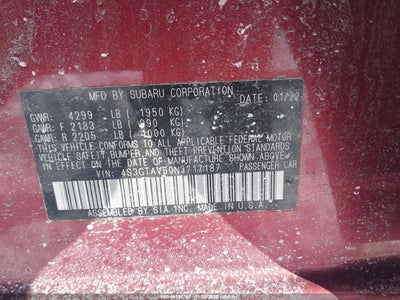 MFD BY SUBARU CORPORATION
DATE: 01/22
GVWR: 4299 - LB ( 1950 KG)
GAWR: F 2183 - LB ( 990 KG)
GAWR: R 2205 - LB ( 1000 KG)
THIS VEHICLE CONFORMS TO ALL APPLICABLE FEDERAL MOTOR
VEHICLE SAFETY, BUMPER, AND THEFT PREVENTION
STANDARDS IN EFFECT ON THE DATE OF MANUFACTURE SHOWN ABOVE.
VIN: 4S3GTAV50N3717187 PASSENGER CAR
ASSEMBLED BY SIA, INC. MADE IN U.S.A.